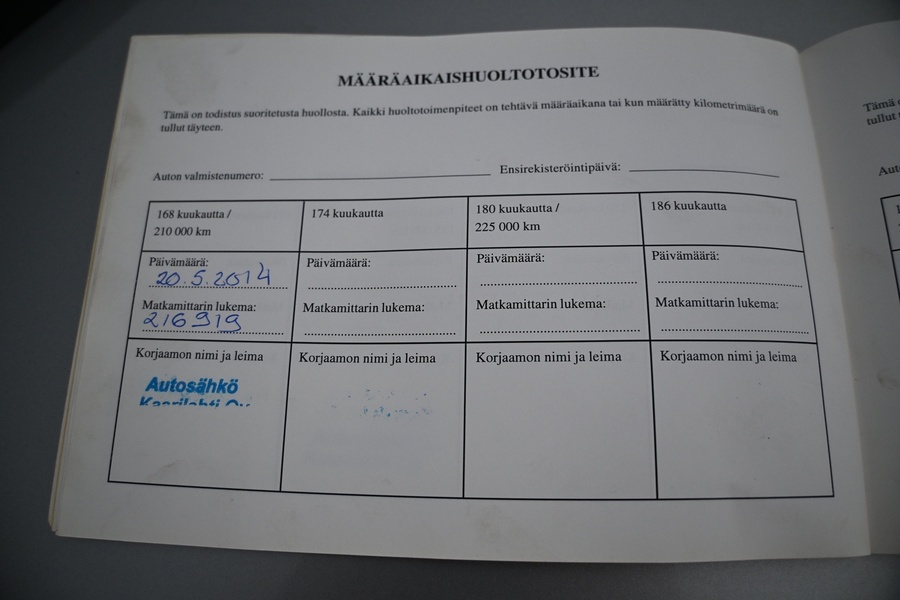 MÄÄRÄAIKAISHUOLTOTOSITE
Tämä on todistus suoritetusta huollosta. Kaikki huoltotoimenpiteet on tehtävä määräaikana tai kun määrätty kilometrimäärä on
tullut täyteen.
Auton valmistenumero:
Ensirekisteröintipäivä:
168 kuukautta /
210 000 km
174 kuukautta
180 kuukautta /
225 000 km
186 kuukautta
Päivämäärä:
20.5.2014
Matkamittarin lukema:
216919
Päivämäärä:
Matkamittarin lukema:
Päivämäärä:
Matkamittarin lukema:
Päivämäärä:
Matkamittarin lukema:
Korjaamon nimi ja leima
Autosähkö
Korjaamon nimi ja leima
Korjaamon nimi ja leima
Korjaamon nimi ja leima
Tämä
tullut